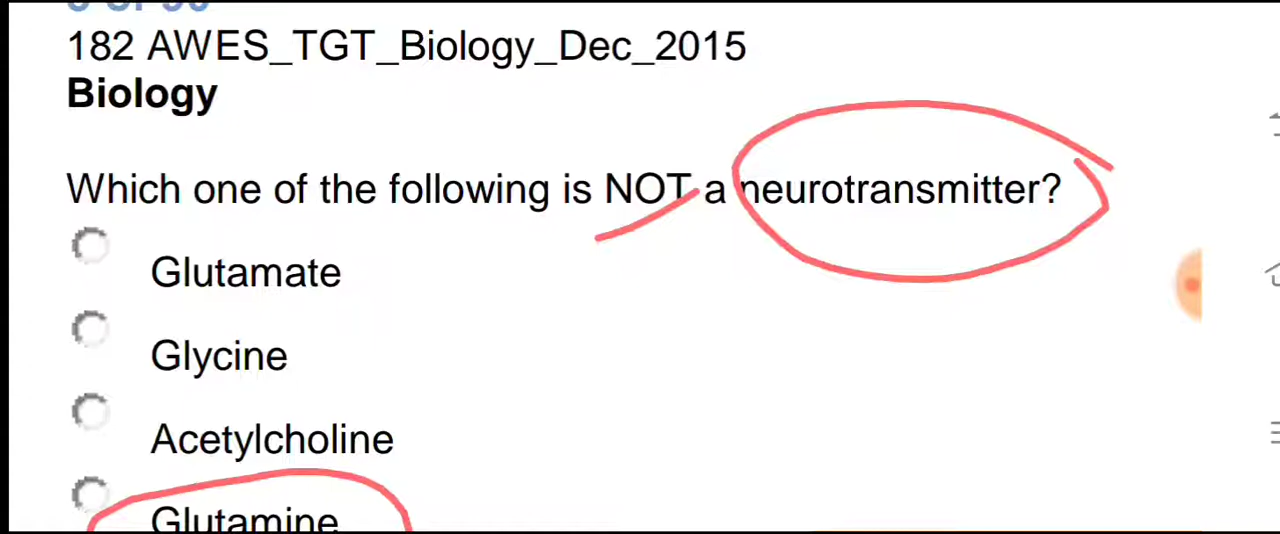 182 AWES_TGT_Biology_Dec_2015
Biology
Which one of the following is NOT a neurotransmitter?
Glutamate
Glycine
Acetylcholine
Glutamine